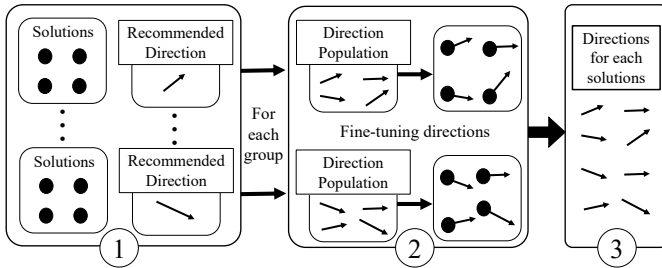 Solutions
Recommended
Direction
Solutions
Recommended
Direction
1
For
each
group
Direction
Population
Fine-tuning directions
Direction
Population
2
Directions
for each
solutions
3